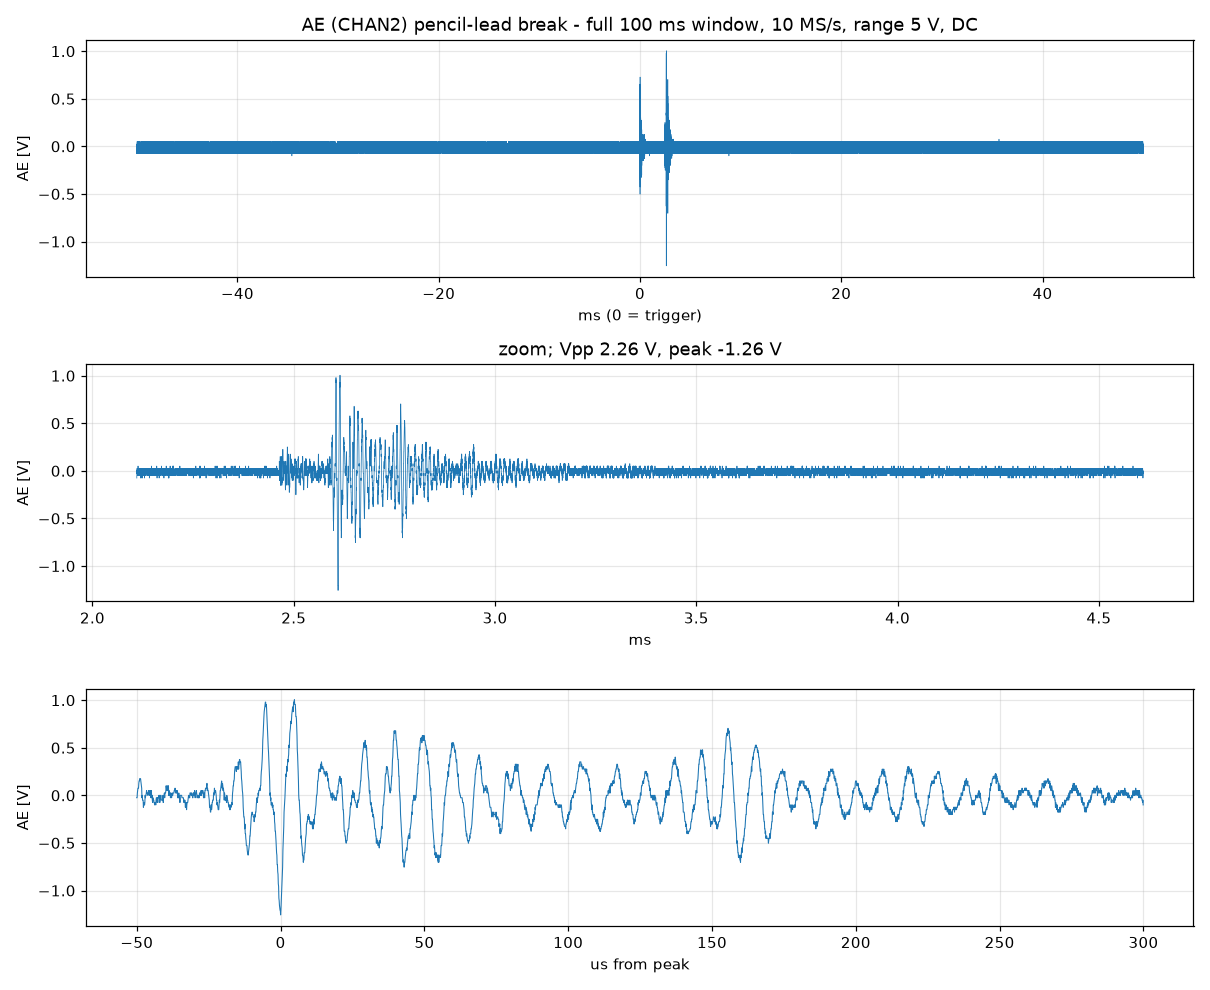 AE (CHAN2) pencil-lead break - full 100 ms window, 10 MS/s, range 5 V, DC
1.0
0.5
0.0
−0.5
−1.0
AE [V]
−40 −20 0 20 40
ms (0 = trigger)
zoom; Vpp 2.26 V, peak -1.26 V
1.0
0.5
0.0
−0.5
−1.0
AE [V]
2.0 2.5 3.0 3.5 4.0 4.5
ms
1.0
0.5
0.0
−0.5
−1.0
AE [V]
−50 0 50 100 150 200 250 300
us from peak